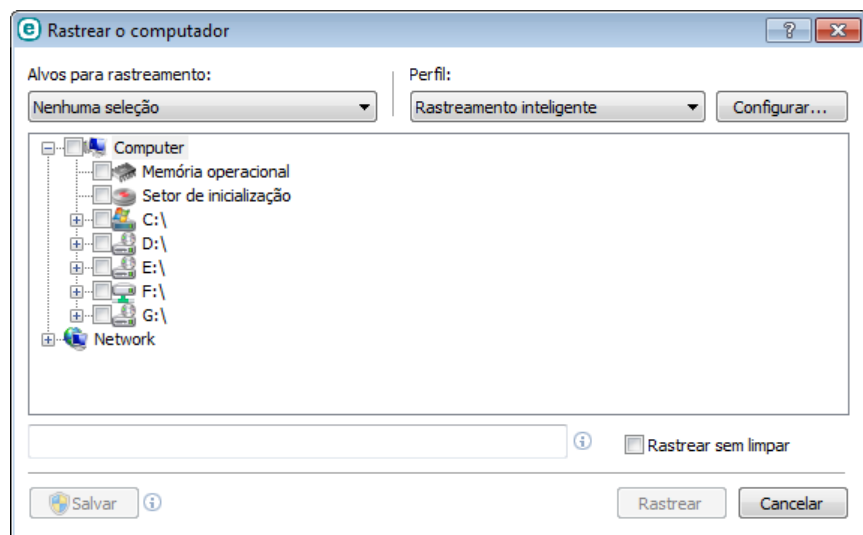 Rastrear o computador
Alvos para rastreamento:
Perfil:
Nenhuma seleção
Rastreamento inteligente
Configurar...
Computer
Memória operacional
Setor de inicialização
C:\
D:\
E:\
F:\
G:\
Network
Rastrear sem limpar
Salvar
Rastrear
Cancelar